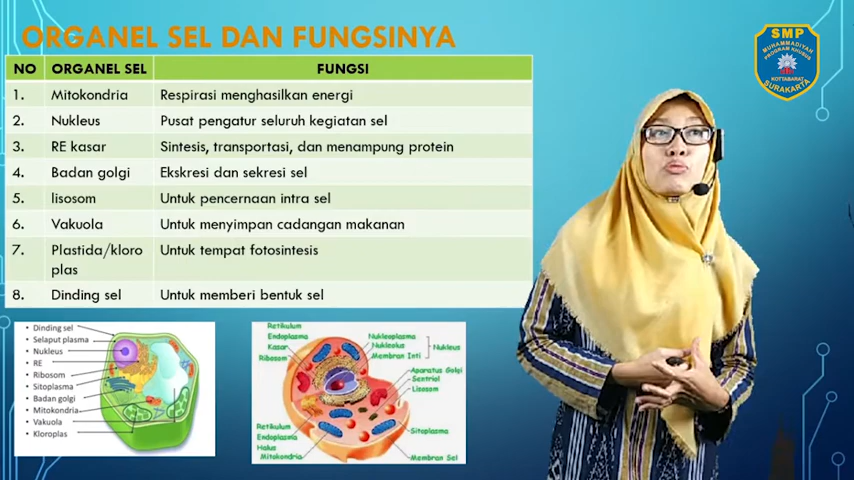 ORGANEL SEL DAN FUNGSINYA
NO ORGANEL SEL FUNGSI
1. Mitokondria Respirasi menghasilkan energi
2. Nukleus Pusat pengatur seluruh kegiatan sel
3. RE kasar Sintesis, transportasi, dan menampung protein
4. Badan golgi Ekskresi dan sekresi sel
5. lisosom Untuk pencernaan intra sel
6. Vakuola Untuk menyimpan cadangan makanan
7. Plastida/kloro Untuk tempat fotosintesis
plas
8. Dinding sel Untuk memberi bentuk sel
SMP
MUHAMMADIYAH
PROGRAM KHUSUS
KOTTABARAT
SURAKARTA
• Dinding sel
• Selaput plasma
• Nukleus
• RE
• Ribosom
• Sitoplasma
• Badan golgi
• Mitokondria
• Vakuola
• Kloroplas
Retikulum
Endoplasma
Kasar
Ribosom
Nukleoplasma
Nukleolus
Membran Inti
Nukleus
Aparatus Golgi
Sentriol
Lisosom
Retikulum
Endoplasma
Halus
Mitokondria
Sitoplasma
Membran Sel